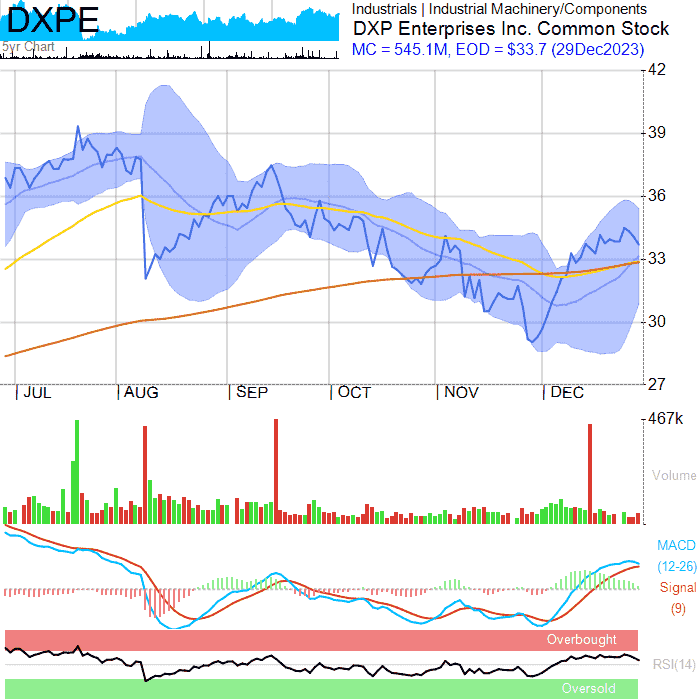 DXPE
5yr Chart
Industrials | Industrial Machinery/Components
DXP Enterprises Inc. Common Stock
MC = 545.1M, EOD = $33.7 (29Dec2023)
42
39
36
33
30
27
JUL AUG SEP OCT NOV DEC
467k
Volume
MACD
(12-26)
Signal
(9)
Overbought
RSI(14)
Oversold